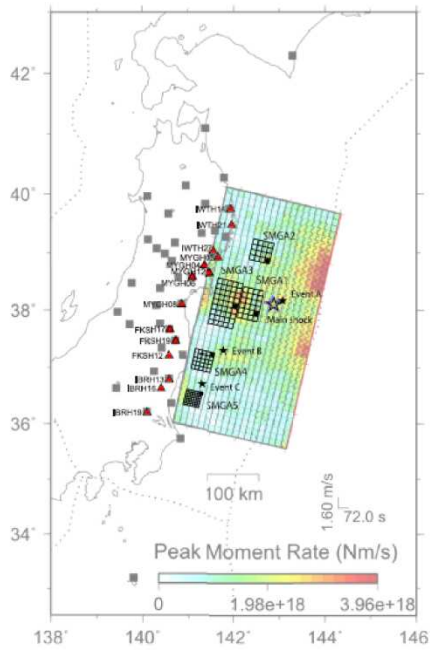 42°
40°
38°
36°
34°
IWTH14
IWTH21
SMGA2
IWTH27
MYGH03
MYGH04
MYGH12
SMGA3
MYGH06
SMGA1
Event A
MYGH08
Main shock
FKSH17
FKSH19
FKSH12
Event B
SMGA4
IBRH13
IBRH16
Event C
SMGA5
IBRH19
100 km
1.60 m/s
72.0 s
Peak Moment Rate (Nm/s)
0 1.98e+18 3.96e+18
138° 140° 142° 144° 146°